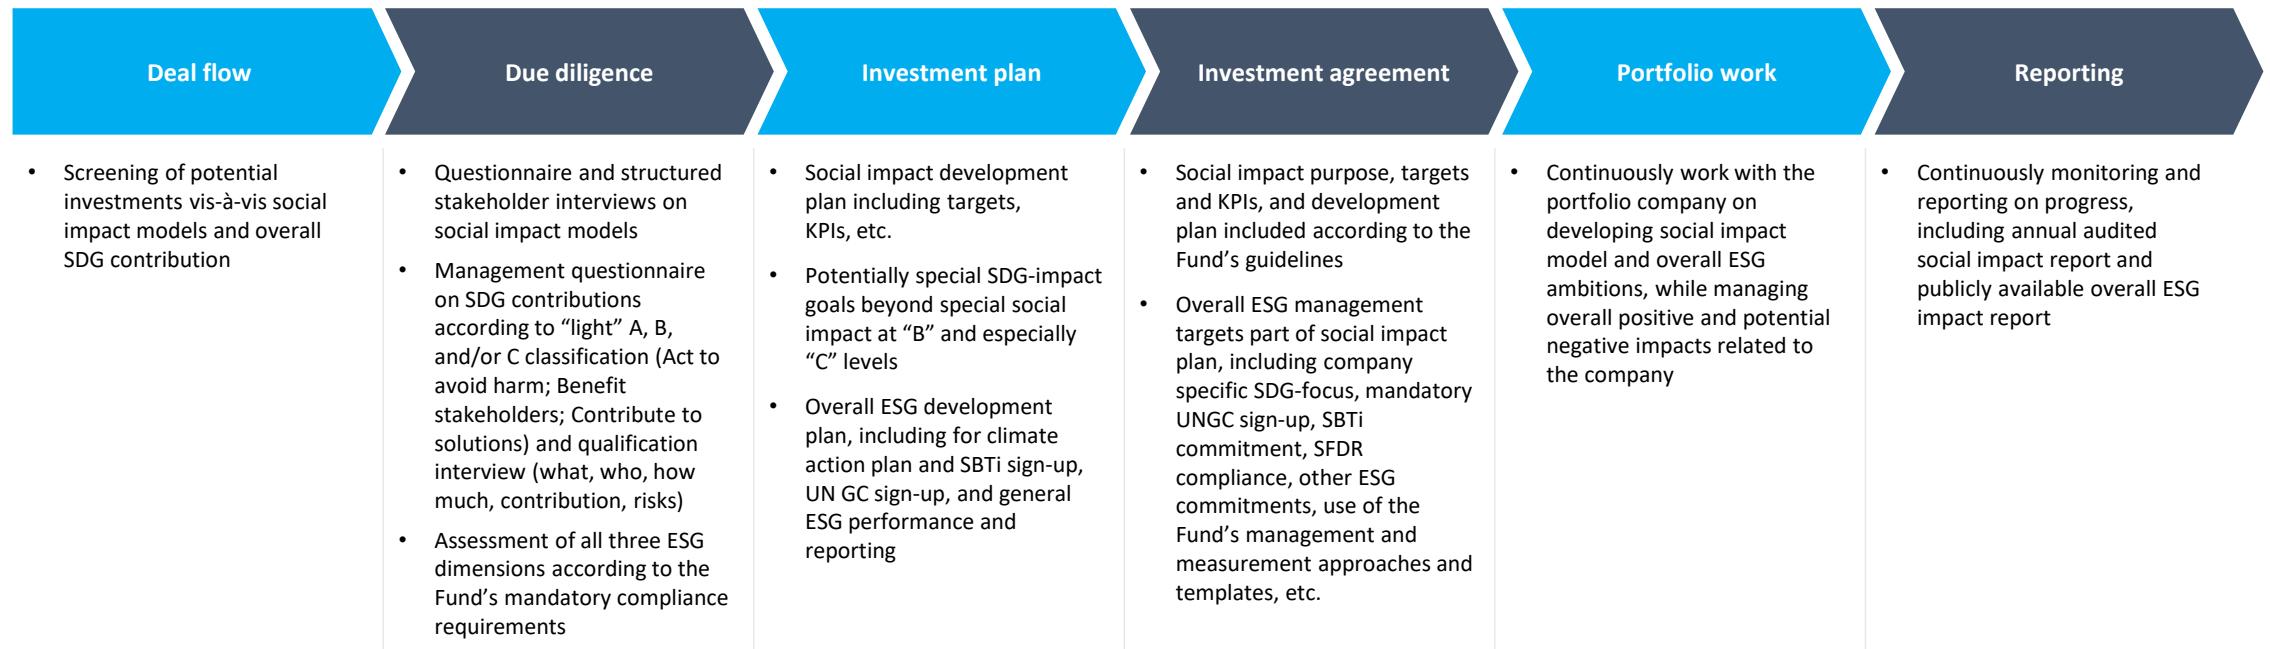 Deal flow
Due diligence
Investment plan
Investment agreement
Portfolio work
Reporting
• Screening of potential
investments vis-à-vis social
impact models and overall
SDG contribution
• Questionnaire and structured
stakeholder interviews on
social impact models
• Management questionnaire
on SDG contributions
according to “light” A, B,
and/or C classification (Act to
avoid harm; Benefit
stakeholders; Contribute to
solutions) and qualification
interview (what, who, how
much, contribution, risks)
• Assessment of all three ESG
dimensions according to the
Fund’s mandatory compliance
requirements
• Social impact development
plan including targets,
KPIs, etc.
• Potentially special SDG-impact
goals beyond special social
impact at “B” and especially
“C” levels
• Overall ESG development
plan, including for climate
action plan and SBTi sign-up,
UN GC sign-up, and general
ESG performance and
reporting
• Social impact purpose, targets
and KPIs, and development
plan included according to the
Fund’s guidelines
• Overall ESG management
targets part of social impact
plan, including company
specific SDG-focus, mandatory
UNGC sign-up, SBTi
commitment, SFDR
compliance, other ESG
commitments, use of the
Fund’s management and
measurement approaches and
templates, etc.
• Continuously work with the
portfolio company on
developing social impact
model and overall ESG
ambitions, while managing
overall positive and potential
negative impacts related to
the company
• Continuously monitoring and
reporting on progress,
including annual audited
social impact report and
publicly available overall ESG
impact report